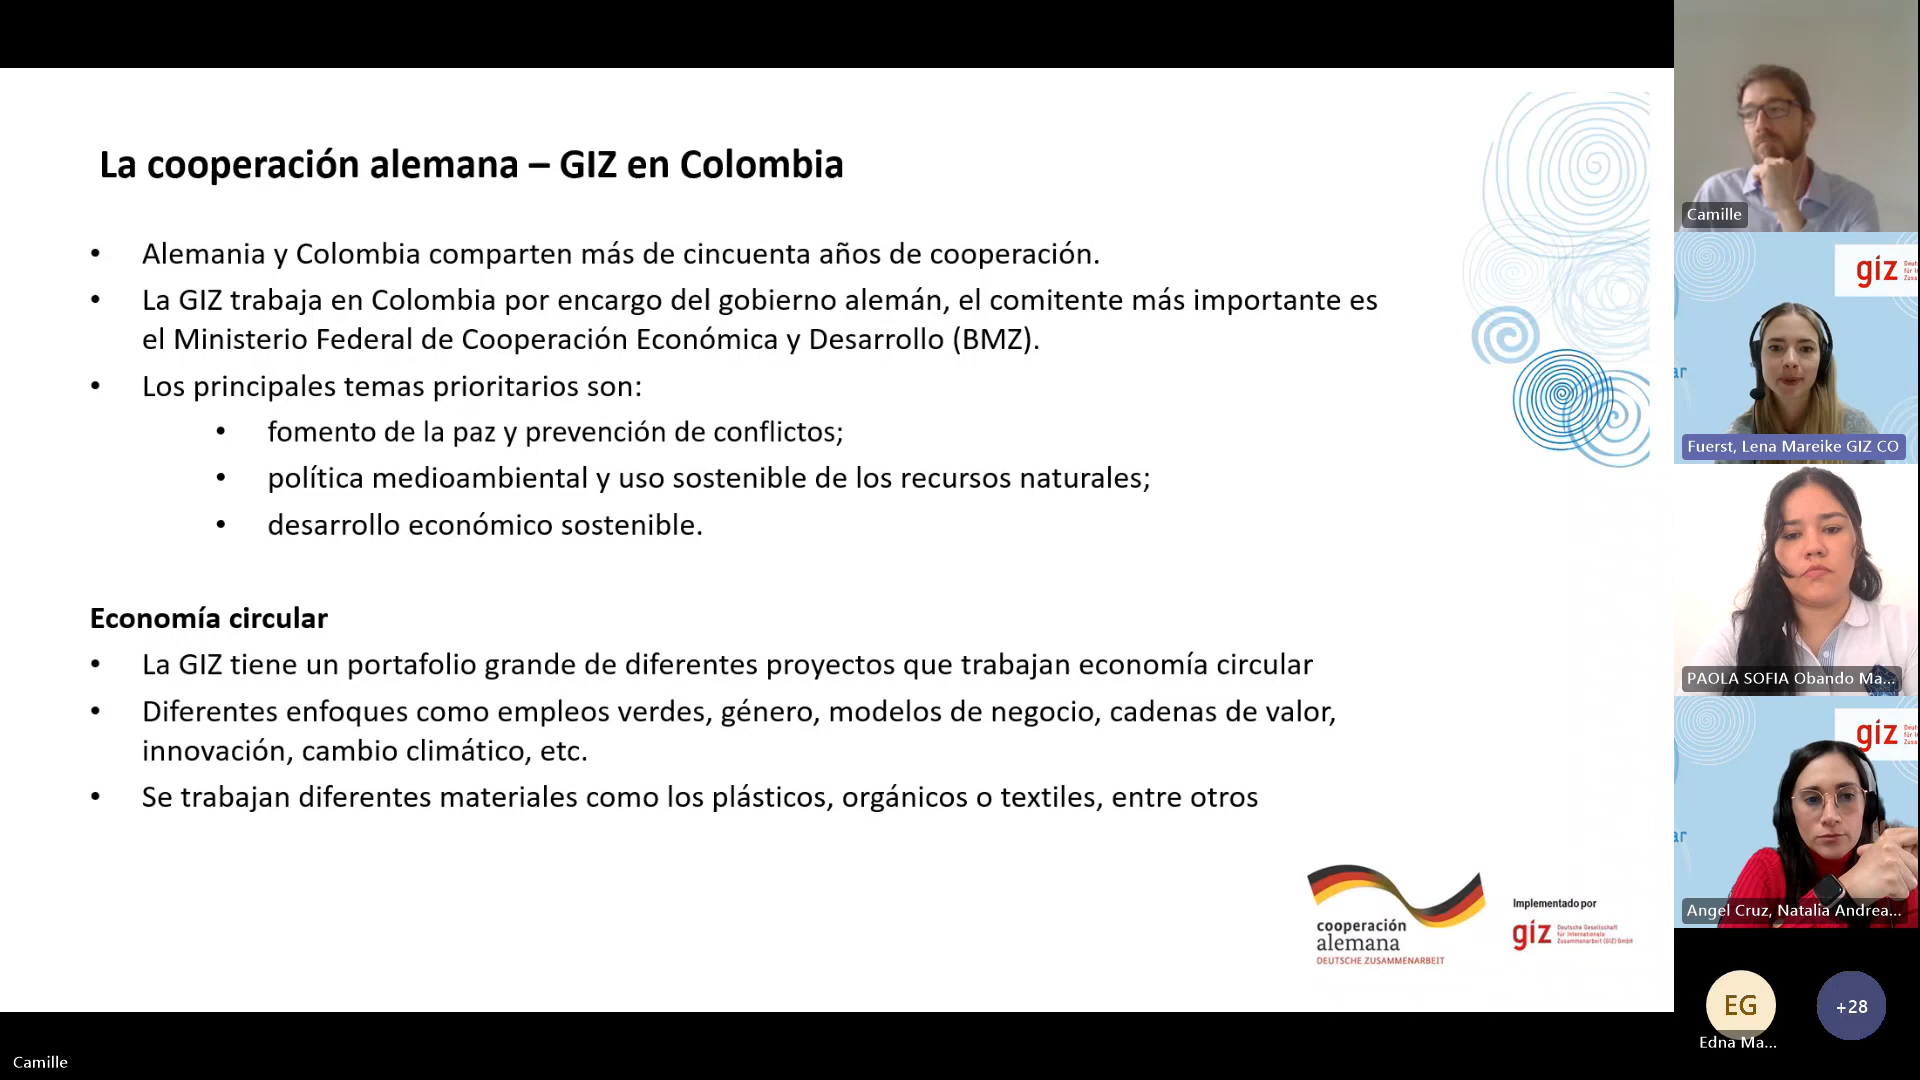 La cooperación alemana – GIZ en Colombia
• Alemania y Colombia comparten más de cincuenta años de cooperación.
• La GIZ trabaja en Colombia por encargo del gobierno alemán, el comitente más importante es
el Ministerio Federal de Cooperación Económica y Desarrollo (BMZ).
• Los principales temas prioritarios son:
• fomento de la paz y prevención de conflictos;
• política medioambiental y uso sostenible de los recursos naturales;
• desarrollo económico sostenible.
Economía circular
• La GIZ tiene un portafolio grande de diferentes proyectos que trabajan economía circular
• Diferentes enfoques como empleos verdes, género, modelos de negocio, cadenas de valor,
innovación, cambio climático, etc.
• Se trabajan diferentes materiales como los plásticos, orgánicos o textiles, entre otros
cooperación
alemana
DEUTSCHE ZUSAMMENARBEIT
Implementado por
giz
Deutsche Gesellschaft
für Internationale
Zusammenarbeit (GIZ) GmbH
Camille
Camille
giz
Fuerst, Lena Mareike GIZ CO
PAOLA SOFIA Obando Ma...
giz
Angel Cruz, Natalia Andrea...
EG
Edna Ma...
+28